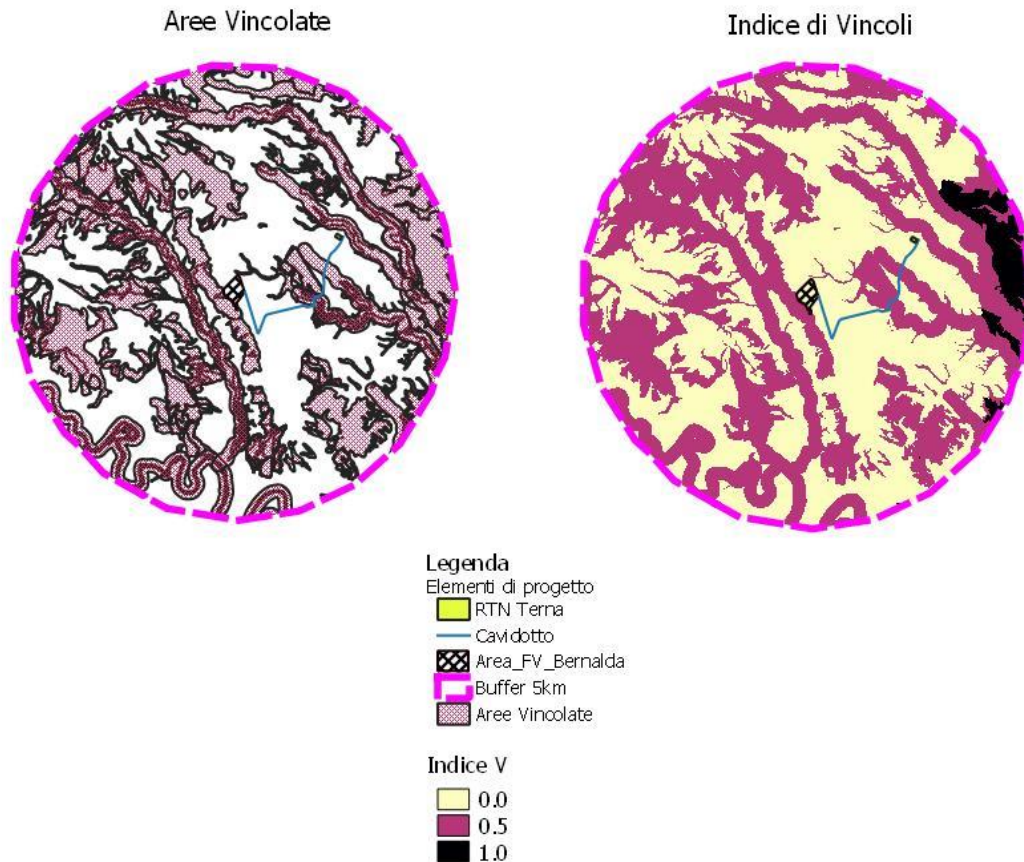 Aree Vincolate
Indice di Vincoli
Legenda
Elementi di progetto
RTN Terna
Cavidotto
Area_FV_Bernalda
Buffer 5km
Aree Vincolate
Indice V
0.0
0.5
1.0